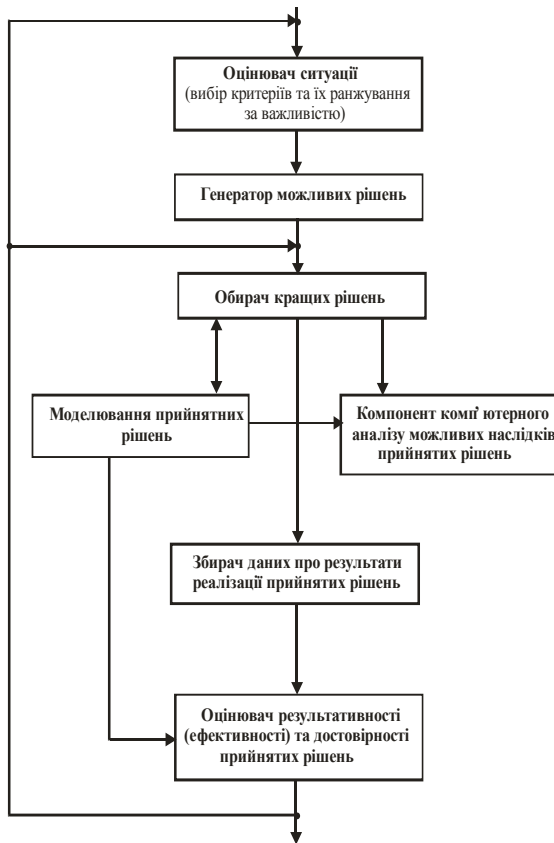 Оцінювач ситуації
(вибір критеріїв та їх ранжування
за важливістю)
Генератор можливих рішень
Обирач кращих рішень
Моделювання прийнятних
рішень
Компонент комп’ютерного
аналізу можливих наслідків
прийнятих рішень
Збирач даних про результати
реалізації прийнятих рішень
Оцінювач результативності
(ефективності) та достовірності
прийнятих рішень